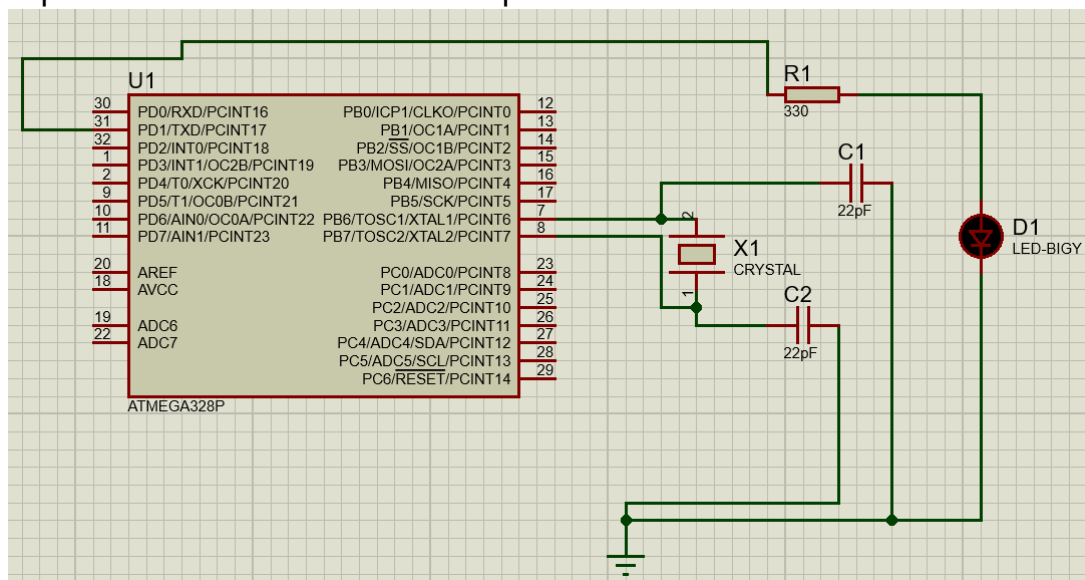 U1
30 PD0/RXD/PCINT16 PB0/ICP1/CLKO/PCINT0 12
31 PD1/TXD/PCINT17 PB1/OC1A/PCINT1 13
32 PD2/INT0/PCINT18 PB2/SS/OC1B/PCINT2 14
1 PD3/INT1/OC2B/PCINT19 PB3/MOSI/OC2A/PCINT3 15
2 PD4/T0/XCK/PCINT20 PB4/MISO/PCINT4 16
9 PD5/T1/OC0B/PCINT21 PB5/SCK/PCINT5 17
10 PD6/AIN0/OC0A/PCINT22 PB6/TOSC1/XTAL1/PCINT6 7
11 PD7/AIN1/PCINT23 PB7/TOSC2/XTAL2/PCINT7 8
20 AREF PC0/ADC0/PCINT8 23
18 AVCC PC1/ADC1/PCINT9 24
PC2/ADC2/PCINT10 25
19 ADC6 PC3/ADC3/PCINT11 26
22 ADC7 PC4/ADC4/SDA/PCINT12 27
PC5/ADC5/SCL/PCINT13 28
PC6/RESET/PCINT14 29
ATMEGA328P
R1
330
C1
22pF
2
X1
CRYSTAL
1
C2
22pF
D1
LED-BIGY